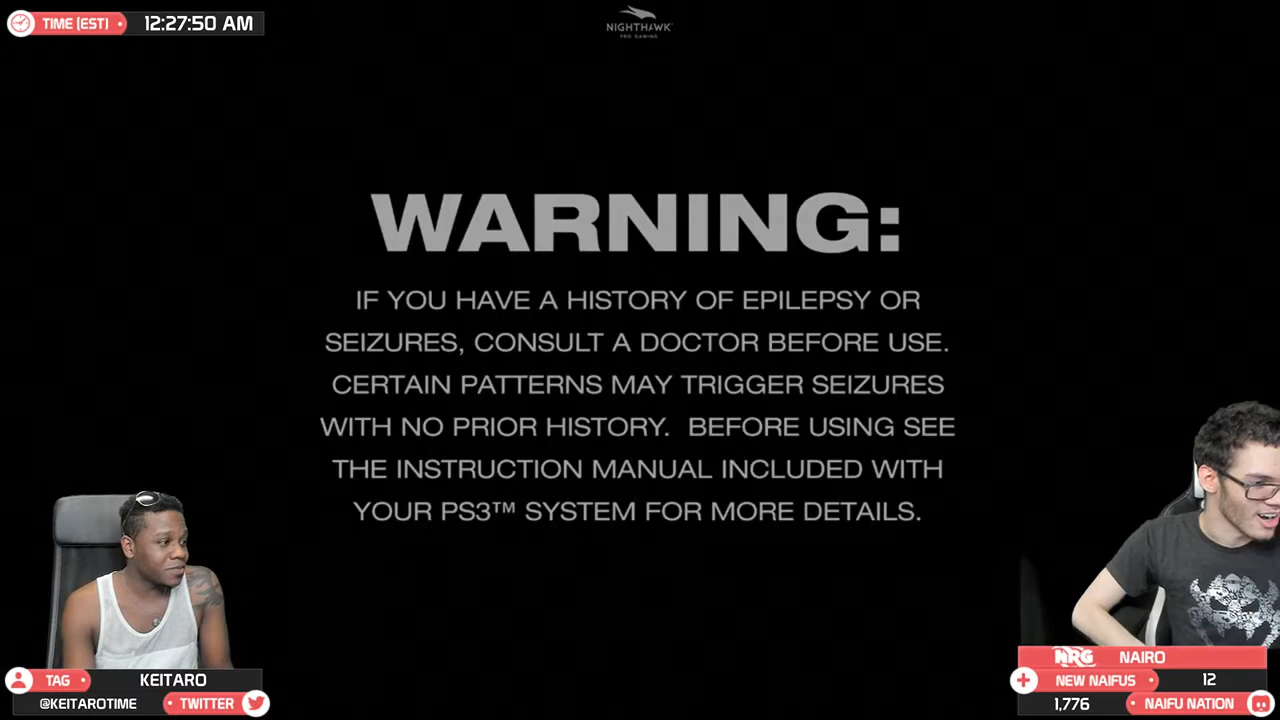 TIME [EST]
12:27:50 AM
NIGHTHAWK
PRO GAMING
WARNING:
IF YOU HAVE A HISTORY OF EPILEPSY OR
SEIZURES, CONSULT A DOCTOR BEFORE USE.
CERTAIN PATTERNS MAY TRIGGER SEIZURES
WITH NO PRIOR HISTORY. BEFORE USING SEE
THE INSTRUCTION MANUAL INCLUDED WITH
YOUR PS3™ SYSTEM FOR MORE DETAILS.
TAG
KEITARO
@KEITAROTIME
TWITTER
NRG NAIRO
NEW NAIFUS
12
1,776
NAIFU NATION